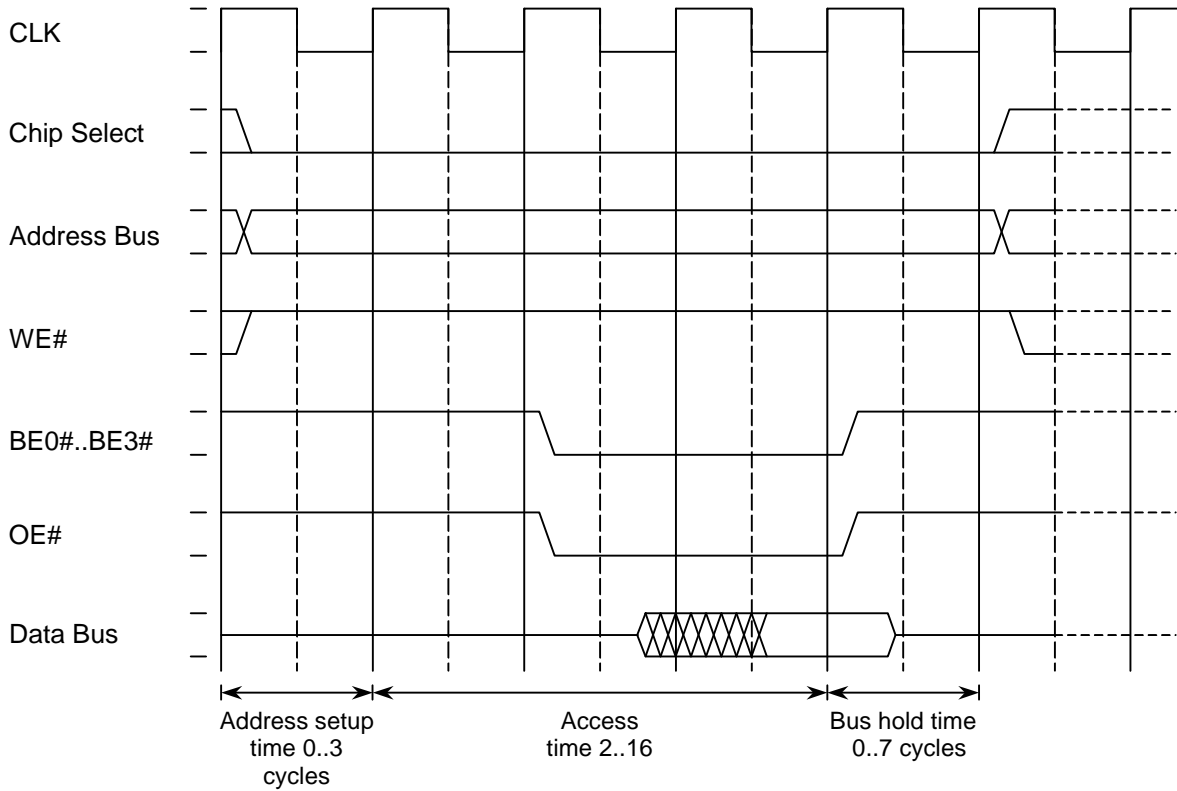 CLK
Chip Select
Address Bus
WE#
BE0#..BE3#
OE#
Data Bus
Address setup
time 0..3
cycles
Access
time 2..16
Bus hold time
0..7 cycles